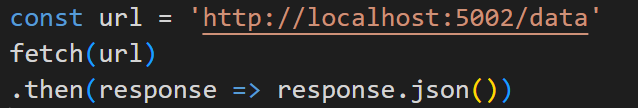 const url = 'http://localhost:5002/data'
fetch(url)
.then(response => response.json())